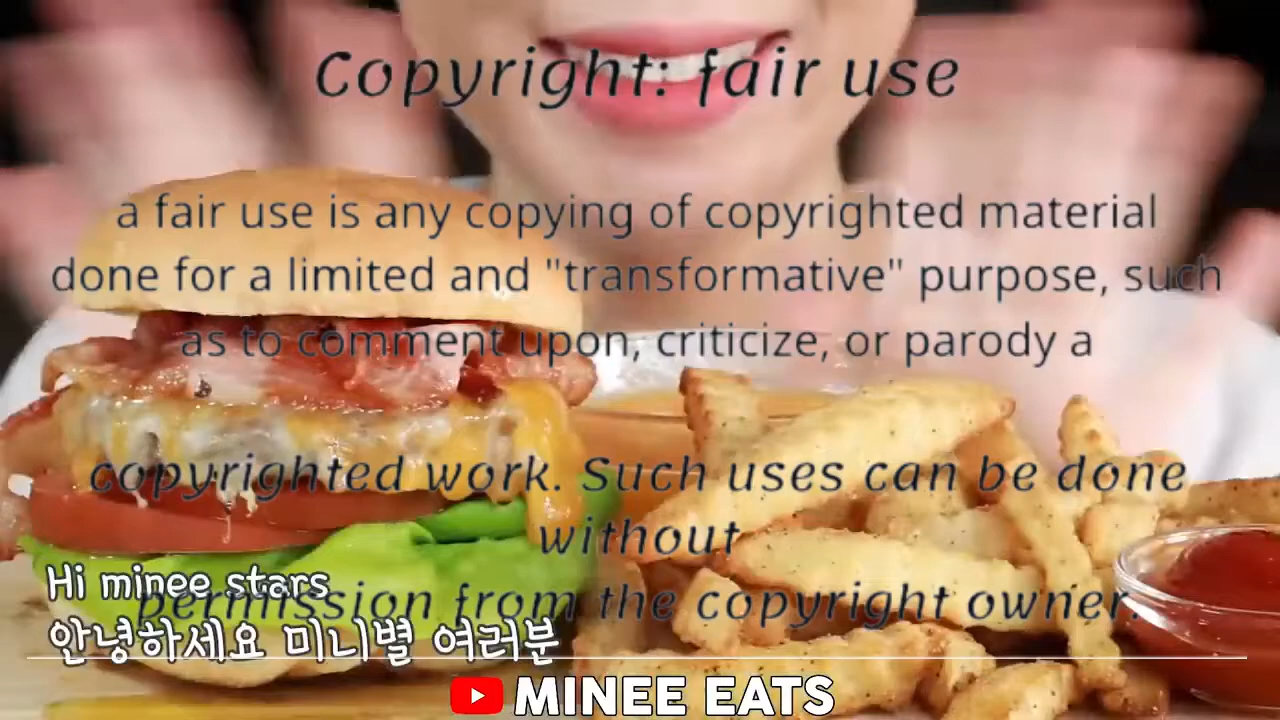 Copyright: fair use
a fair use is any copying of copyrighted material
done for a limited and "transformative" purpose, such
as to comment upon, criticize, or parody a
copyrighted work. Such uses can be done
without
permission from the copyright owner.
Hi minee stars
안녕하세요 미니별 여러분
MINEE EATS